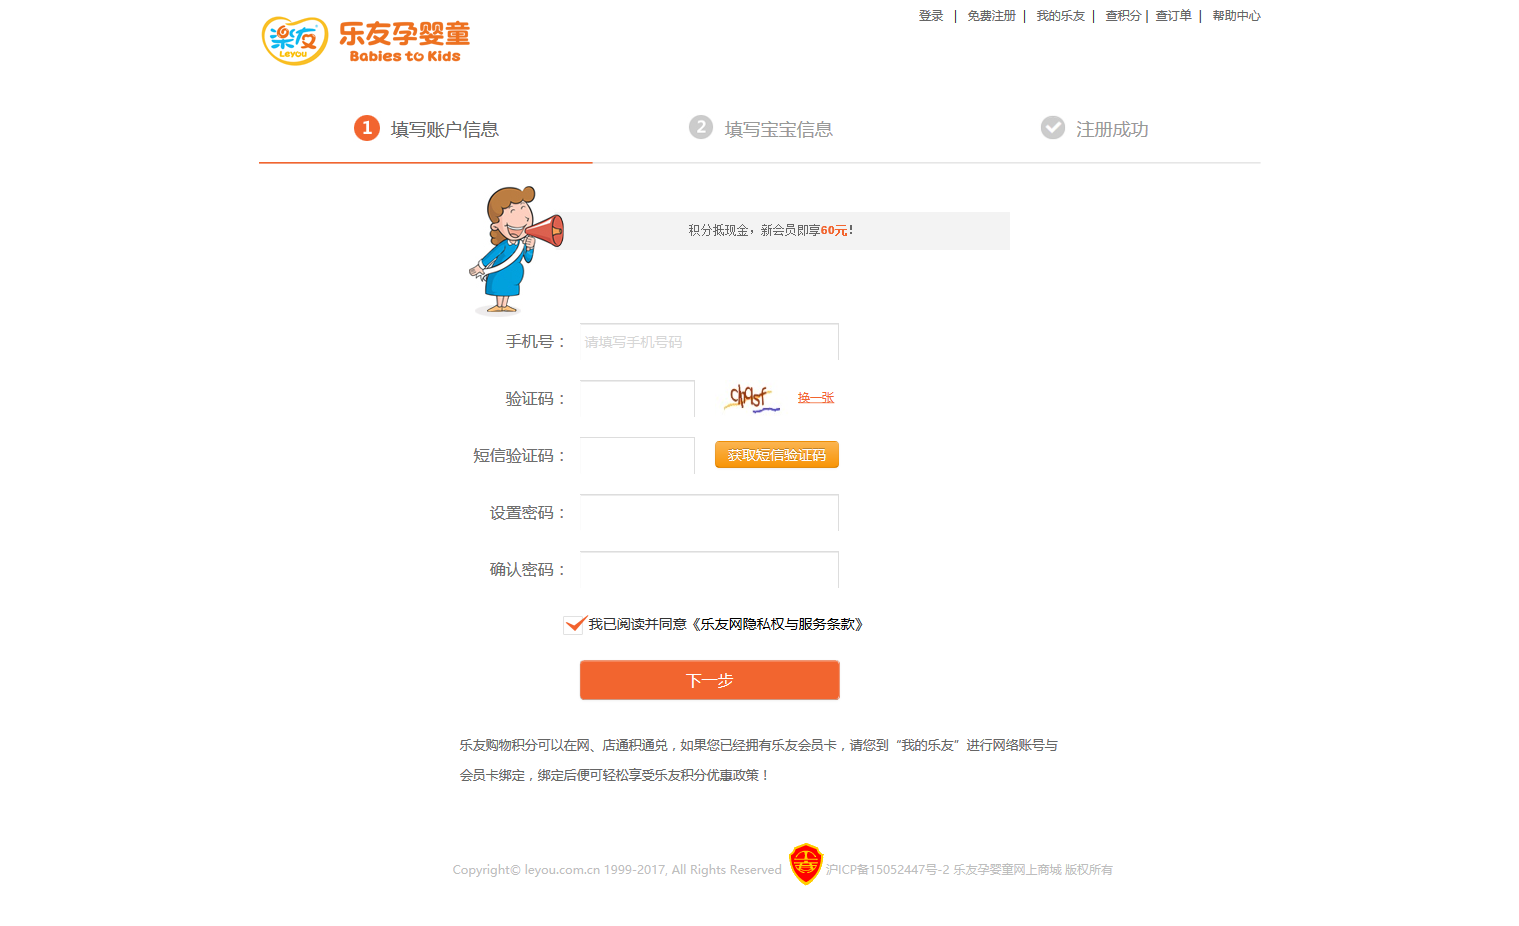 登录 | 免费注册 | 我的乐友 | 查积分 | 查订单 | 帮助中心
樂友 Leyou
乐友孕婴童
Babies to Kids
1 填写账户信息 2 填写宝宝信息 注册成功
积分抵现金，新会员即享60元！
手机号： 请填写手机号码
验证码： 换一张
短信验证码： 获取短信验证码
设置密码：
确认密码：
我已阅读并同意《乐友网隐私权与服务条款》
下一步
乐友购物积分可以在网、店通积通兑，如果您已经拥有乐友会员卡，请您到“我的乐友”进行网络账号与
会员卡绑定，绑定后便可轻松享受乐友积分优惠政策！
Copyright© leyou.com.cn 1999-2017, All Rights Reserved 沪ICP备15052447号-2 乐友孕婴童网上商城 版权所有